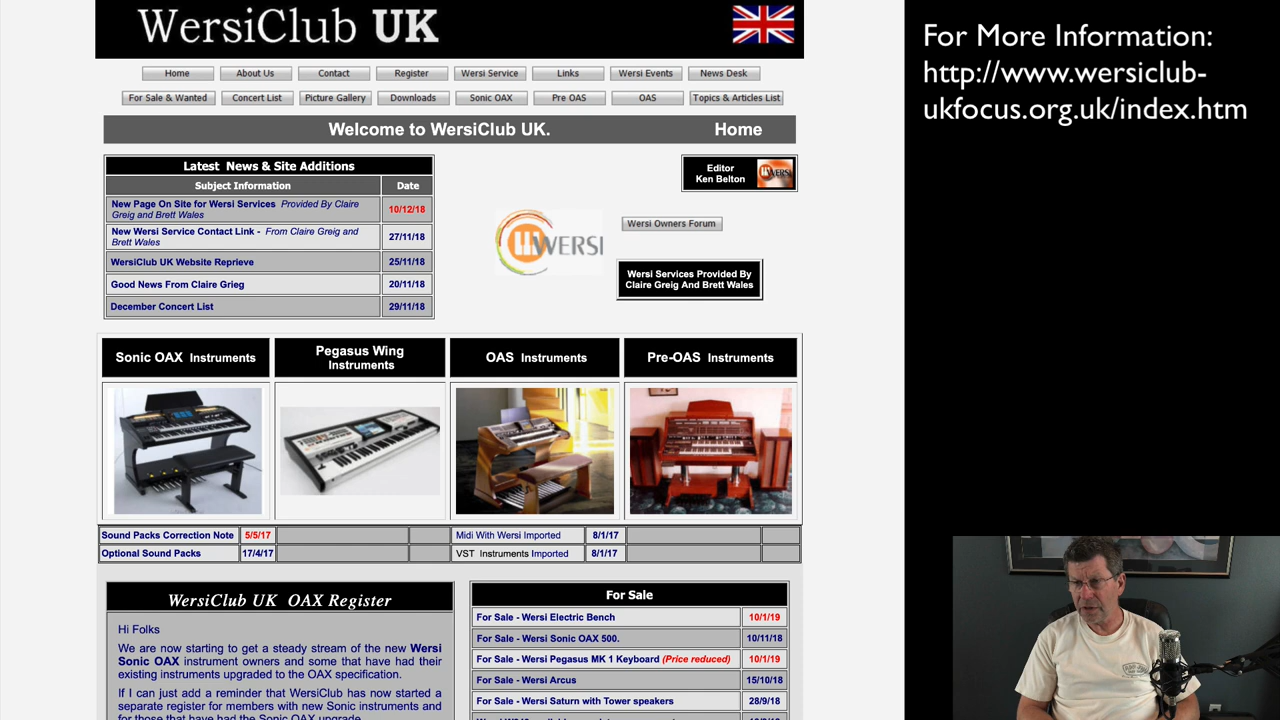 WersiClub UK
Home
About Us
Contact
Register
Wersi Service
Links
Wersi Events
News Desk
For Sale & Wanted
Concert List
Picture Gallery
Downloads
Sonic OAX
Pre OAS
OAS
Topics & Articles List
Welcome to WersiClub UK.
Home
Latest News & Site Additions
Subject Information
Date
New Page On Site for Wersi Services Provided By Claire
Greig and Brett Wales
10/12/18
New Wersi Service Contact Link - From Claire Greig and
Brett Wales
27/11/18
WersiClub UK Website Reprieve
25/11/18
Good News From Claire Grieg
20/11/18
December Concert List
29/11/18
Editor
Ken Belton
WERSI
WERSI
Wersi Owners Forum
Wersi Services Provided By
Claire Greig And Brett Wales
Sonic OAX Instruments
Pegasus Wing
Instruments
OAS Instruments
Pre-OAS Instruments
Sound Packs Correction Note
5/5/17
Midi With Wersi Imported
8/1/17
Optional Sound Packs
17/4/17
VST Instruments Imported
8/1/17
WersiClub UK OAX Register
Hi Folks
We are now starting to get a steady stream of the new Wersi
Sonic OAX instrument owners and some that have had their
existing instruments upgraded to the OAX specification.
If I can just add a reminder that WersiClub has now started a
separate register for members with new Sonic instruments and
for those that have had the Sonic OAX upgrade.
For Sale
For Sale - Wersi Electric Bench
10/1/19
For Sale - Wersi Sonic OAX 500.
10/11/18
For Sale - Wersi Pegasus MK 1 Keyboard (Price reduced)
10/1/19
For Sale - Wersi Arcus
15/10/18
For Sale - Wersi Saturn with Tower speakers
28/9/18
For More Information:
http://www.wersiclub-
ukfocus.org.uk/index.htm